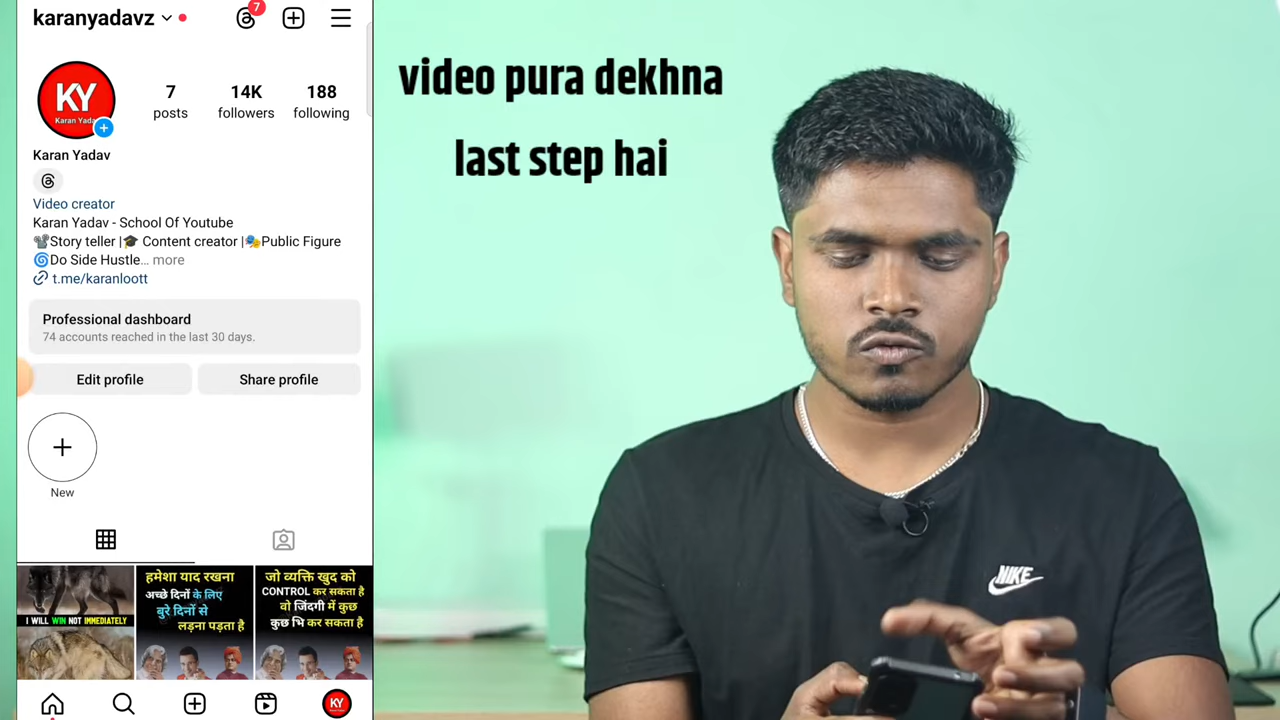 karanyadavz
7
video pura dekhna
last step hai
KY
Karan Yada
7
posts
14K
followers
188
following
Karan Yadav
Video creator
Karan Yadav - School Of Youtube
Story teller | Content creator | Public Figure
Do Side Hustle... more
t.me/karanloott
Professional dashboard
74 accounts reached in the last 30 days.
Edit profile
Share profile
New
I WILL WIN NOT IMMEDIATELY
हमेशा याद रखना
अच्छे दिनों के लिए
बुरे दिनों से
लड़ना पड़ता है
जो व्यक्ति खुद को
CONTROL कर सकता है
वो जिंदगी में कुछ
कुछ भि कर सकता है
KY
NIKE